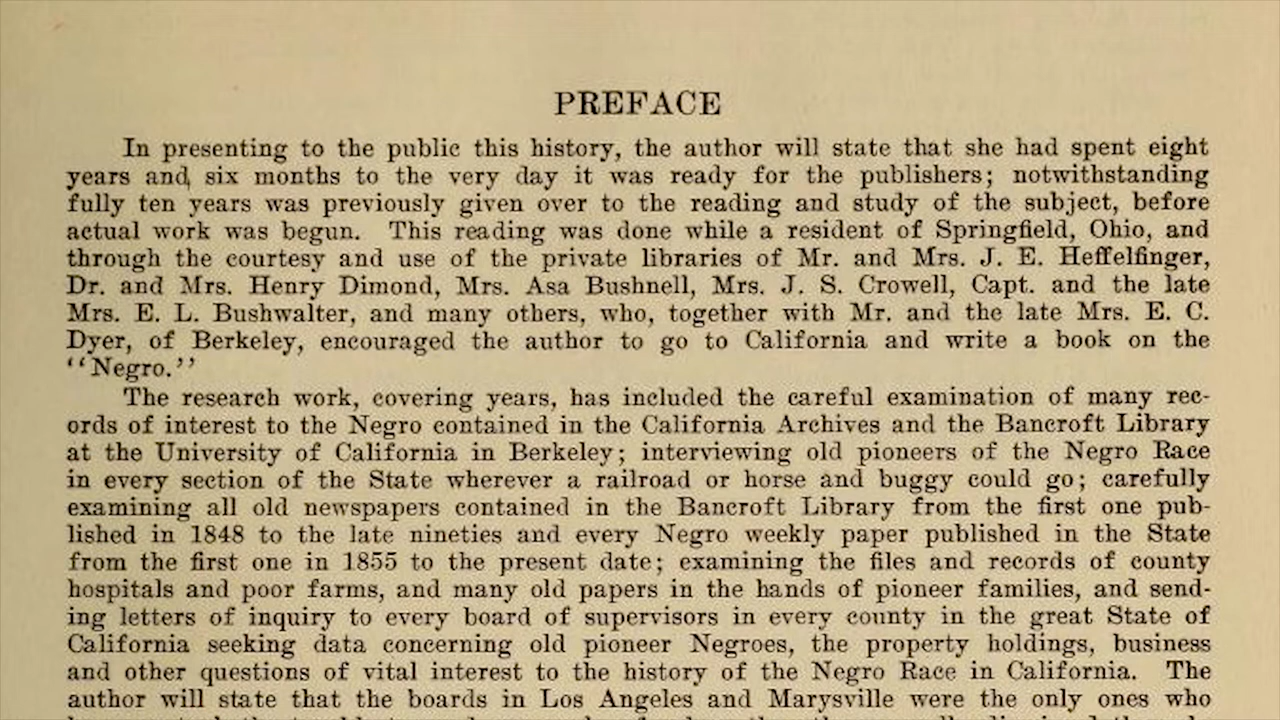 PREFACE
In presenting to the public this history, the author will state that she had spent eight
years and, six months to the very day it was ready for the publishers; notwithstanding
fully ten years was previously given over to the reading and study of the subject, before
actual work was begun. This reading was done while a resident of Springfield, Ohio, and
through the courtesy and use of the private libraries of Mr. and Mrs. J. E. Heffelfinger,
Dr. and Mrs. Henry Dimond, Mrs. Asa Bushnell, Mrs. J. S. Crowell, Capt. and the late
Mrs. E. L. Bushwalter, and many others, who, together with Mr. and the late Mrs. E. C.
Dyer, of Berkeley, encouraged the author to go to California and write a book on the
‘‘Negro.’’
The research work, covering years, has included the careful examination of many rec-
ords of interest to the Negro contained in the California Archives and the Bancroft Library
at the University of California in Berkeley; interviewing old pioneers of the Negro Race
in every section of the State wherever a railroad or horse and buggy could go; carefully
examining all old newspapers contained in the Bancroft Library from the first one pub-
lished in 1848 to the late nineties and every Negro weekly paper published in the State
from the first one in 1855 to the present date; examining the files and records of county
hospitals and poor farms, and many old papers in the hands of pioneer families, and send-
ing letters of inquiry to every board of supervisors in every county in the great State of
California seeking data concerning old pioneer Negroes, the property holdings, business
and other questions of vital interest to the history of the Negro Race in California. The
author will state that the boards in Los Angeles and Marysville were the only ones who